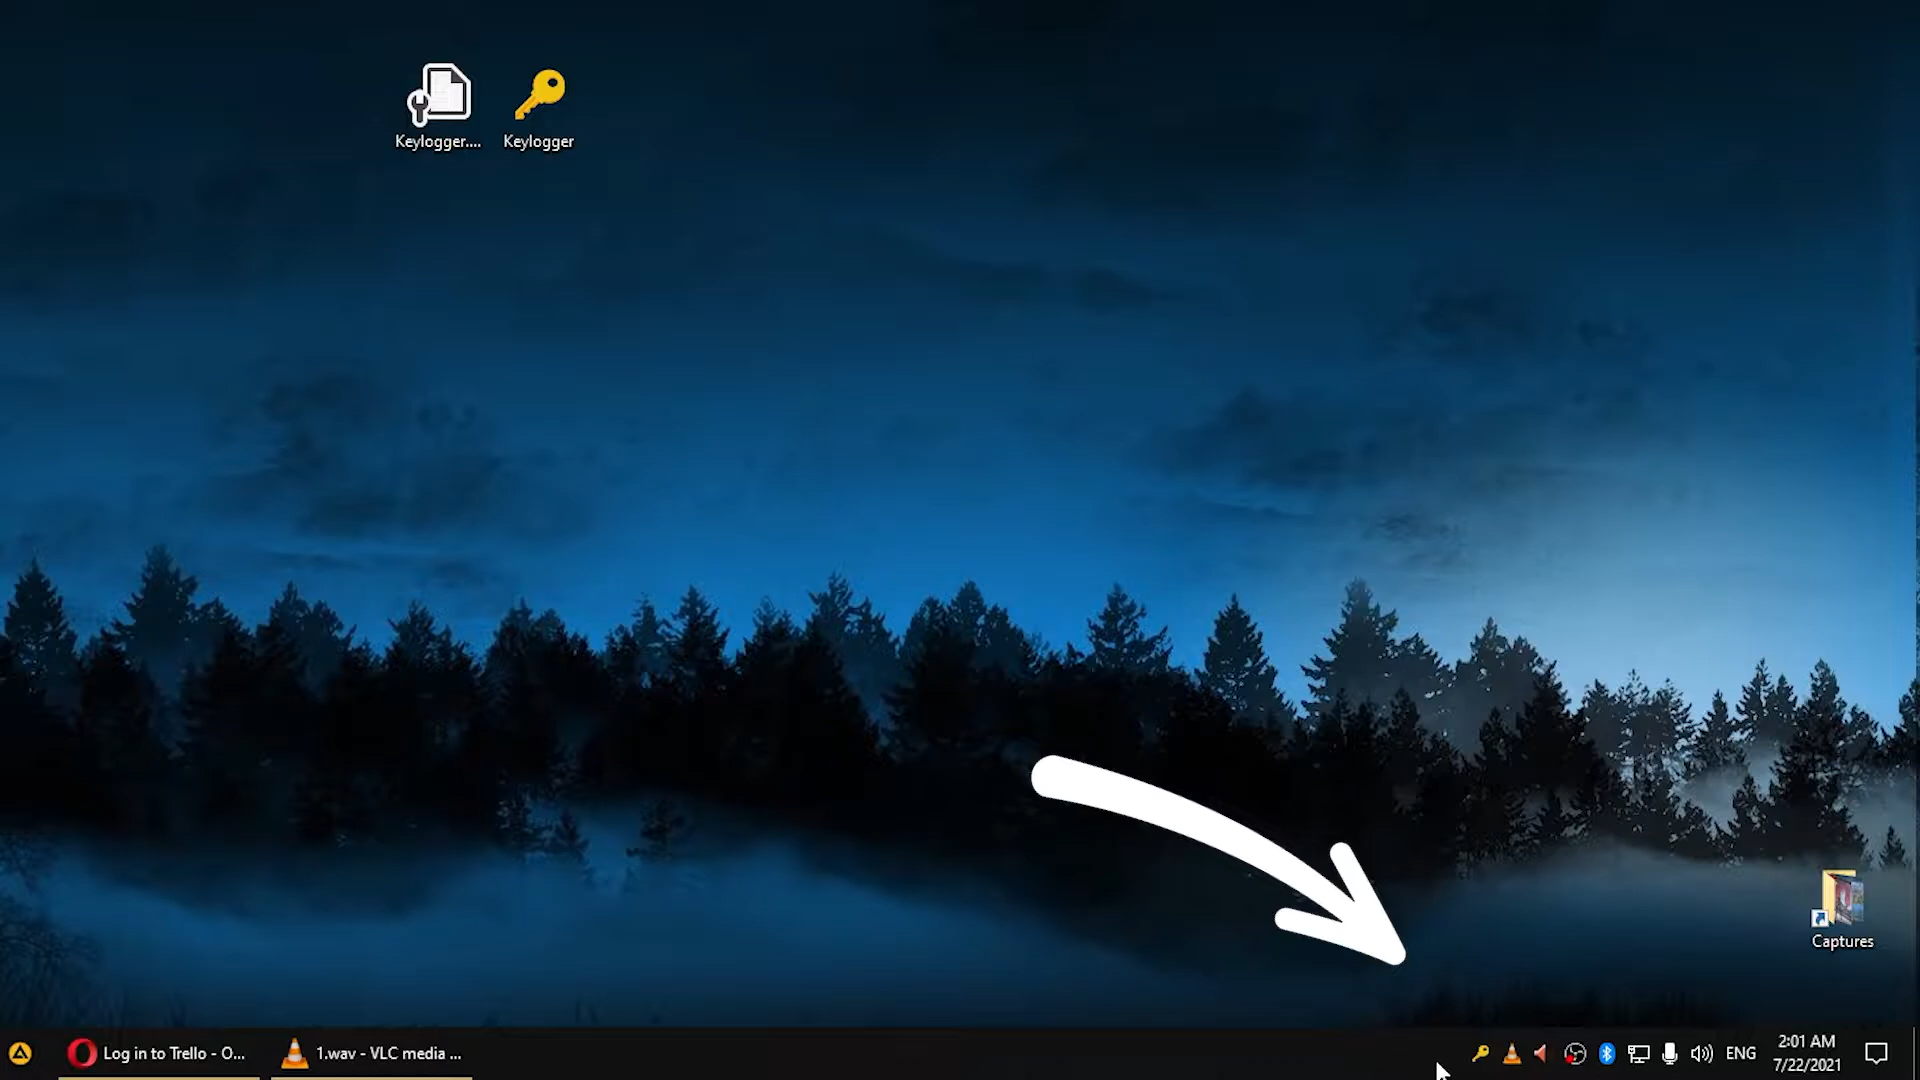 Keylogger....
Keylogger
Captures
Log in to Trello - O...
1.wav - VLC media ...
ENG
2:01 AM
7/22/2021